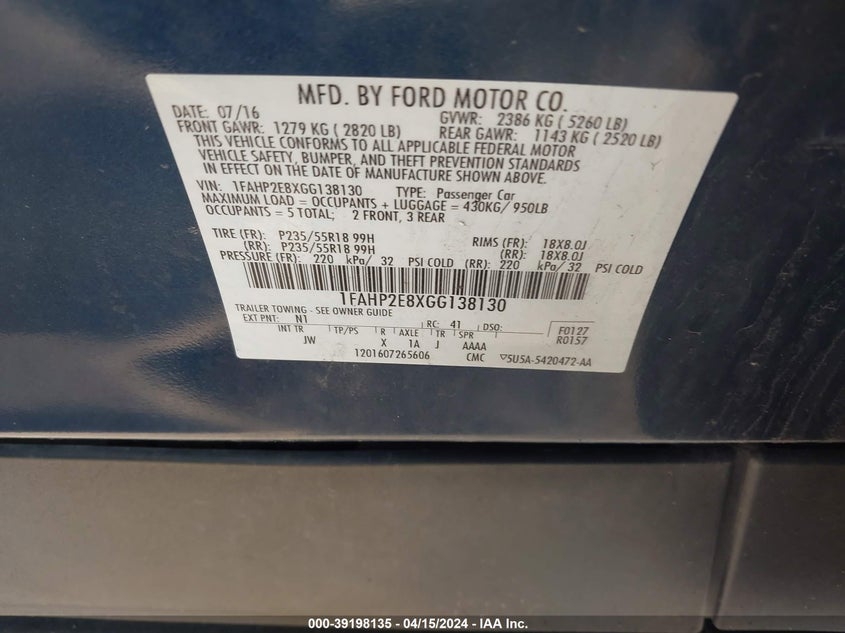 MFD. BY FORD MOTOR CO.
DATE: 07/16 GVWR: 2386 KG ( 5260 LB)
FRONT GAWR: 1279 KG ( 2820 LB) REAR GAWR: 1143 KG ( 2520 LB)
THIS VEHICLE CONFORMS TO ALL APPLICABLE FEDERAL MOTOR
VEHICLE SAFETY, BUMPER, AND THEFT PREVENTION STANDARDS
IN EFFECT ON THE DATE OF MANUFACTURE SHOWN ABOVE.
VIN: 1FAHP2E8XGG138130 TYPE: Passenger Car
MAXIMUM LOAD = OCCUPANTS + LUGGAGE = 430KG/ 950LB
OCCUPANTS = 5 TOTAL; 2 FRONT, 3 REAR
TIRE (FR): P235/55R18 99H RIMS (FR): 18X8.0J
(RR): P235/55R18 99H (RR): 18X8.0J
PRESSURE (FR): 220 kPa/ 32 PSI COLD (RR): 220 kPa/ 32 PSI COLD
1FAHP2E8XGG138130
TRAILER TOWING - SEE OWNER GUIDE
EXT PNT: N1 RC: 41 DSO: F0127
INT TR TP/PS R AXLE TR SPR R0157
JW X 1A J AAAA
1201607265606 CMC ▽5U5A-5420472-AA
000-39198135 - 04/15/2024 - IAA Inc.